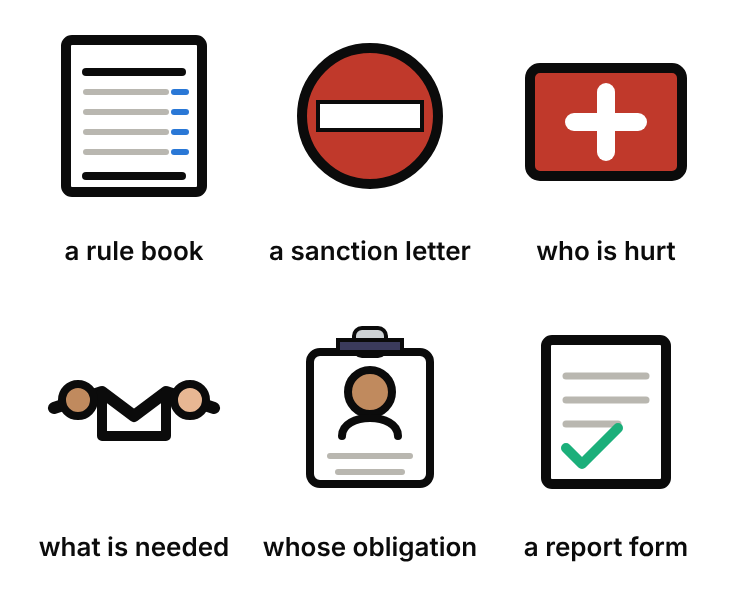 a rule book
a sanction letter
who is hurt
what is needed
whose obligation
a report form